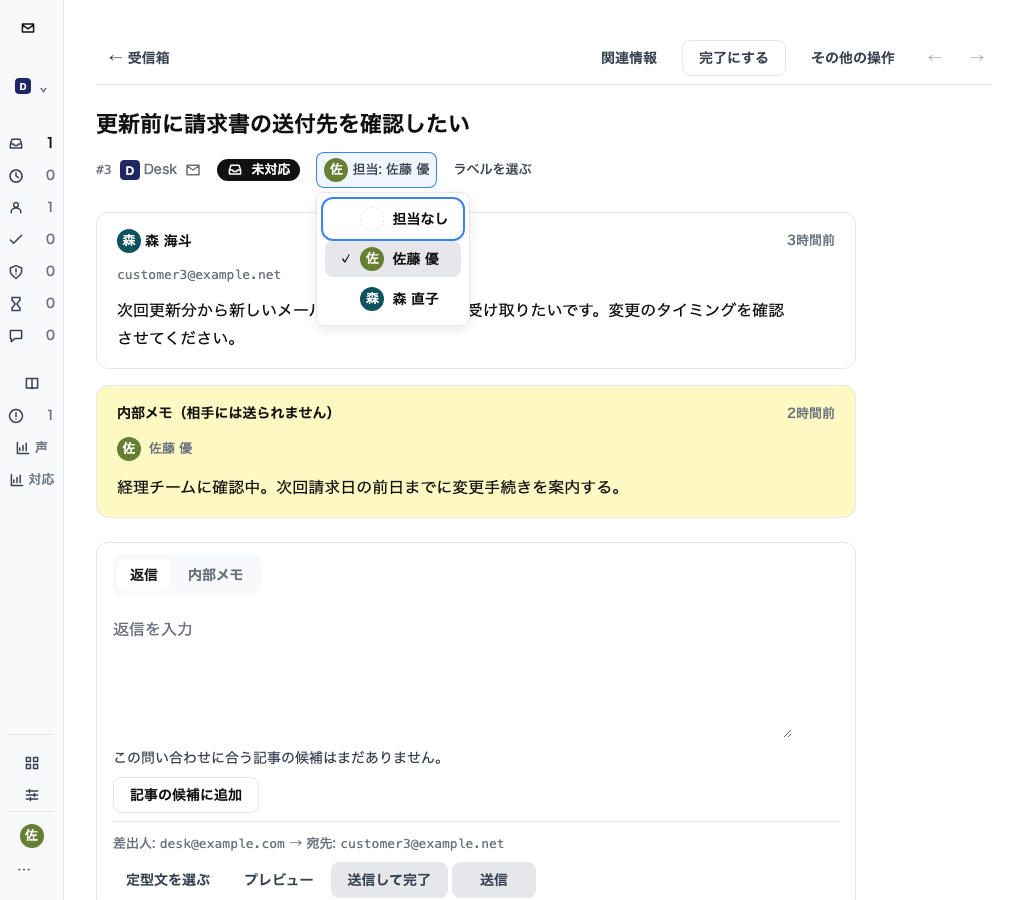 ← 受信箱
関連情報
完了にする
その他の操作
←
→
D
更新前に請求書の送付先を確認したい
#3 D Desk 未対応 佐 担当: 佐藤 優 ラベルを選ぶ
担当なし
✓ 佐 佐藤 優
森 森 直子
1
0
1
0
0
0
0
1
声
対応
森 森 海斗
3時間前
customer3@example.net
次回更新分から新しいメール
受け取りたいです。変更のタイミングを確認
させてください。
内部メモ（相手には送られません）
2時間前
佐 佐藤 優
経理チームに確認中。次回請求日の前日までに変更手続きを案内する。
返信 内部メモ
返信を入力
この問い合わせに合う記事の候補はまだありません。
記事の候補に追加
差出人: desk@example.com → 宛先: customer3@example.net
定型文を選ぶ プレビュー 送信して完了 送信
佐
…